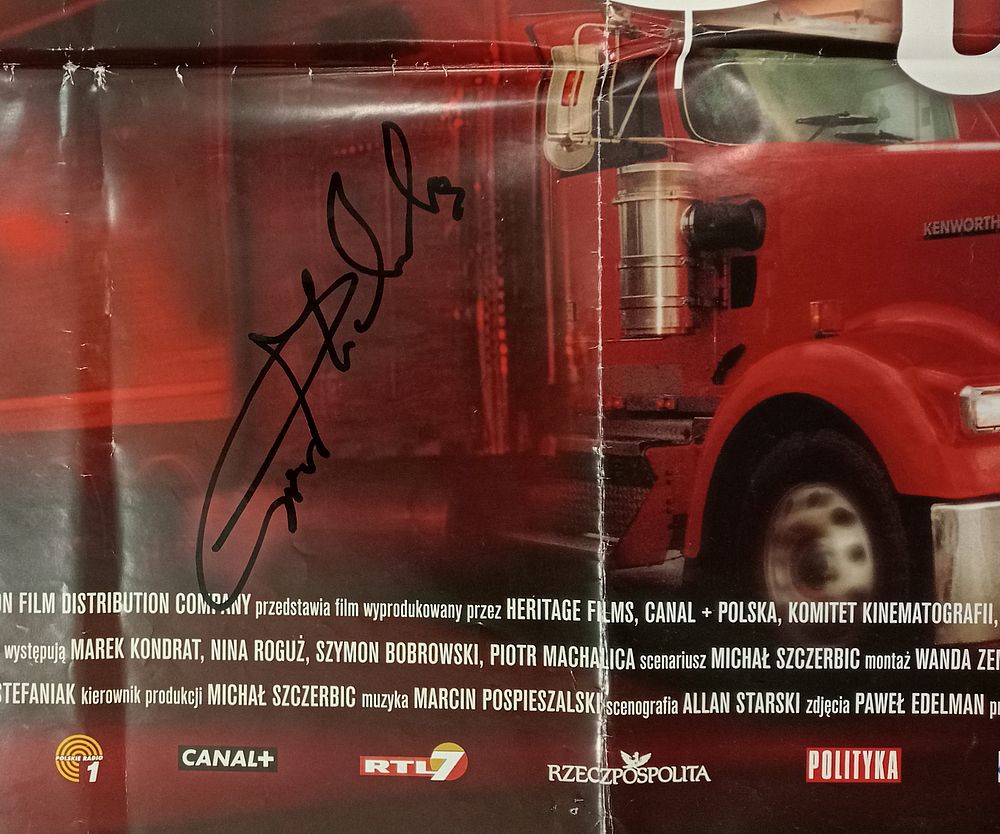 KENWORTH
ON FILM DISTRIBUTION COMPANY przedstawia film wyprodukowany przez HERITAGE FILMS, CANAL + POLSKA, KOMITET KINEMATOGRAFII,
występują MAREK KONDRAT, NINA ROGUŻ, SZYMON BOBROWSKI, PIOTR MACHALICA scenariusz MICHAŁ SZCZERBIC montaż WANDA ZEM
STEFANIAK kierownik produkcji MICHAŁ SZCZERBIC muzyka MARCIN POSPIESZALSKI scenografia ALLAN STARSKI zdjęcia PAWEŁ EDELMAN
POLSKIE RADIO 1 CANAL+ RTL7 RZECZPOSPOLITA POLITYKA